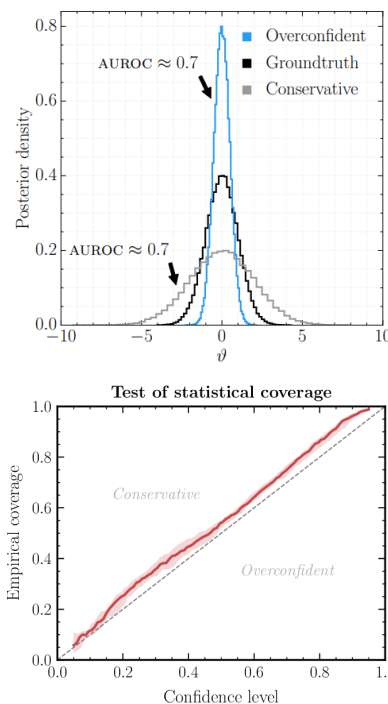 0.8
Overconfident
AUROC ≈ 0.7
Groundtruth
Conservative
0.6
Posterior density
0.4
0.2
AUROC ≈ 0.7
0.0
−10 −5 0 5 10
ϑ
Test of statistical coverage
1.0
0.8
Conservative
0.6
Empirical coverage
0.4
Overconfident
0.2
0.0
0.0 0.2 0.4 0.6 0.8 1.
Confidence level